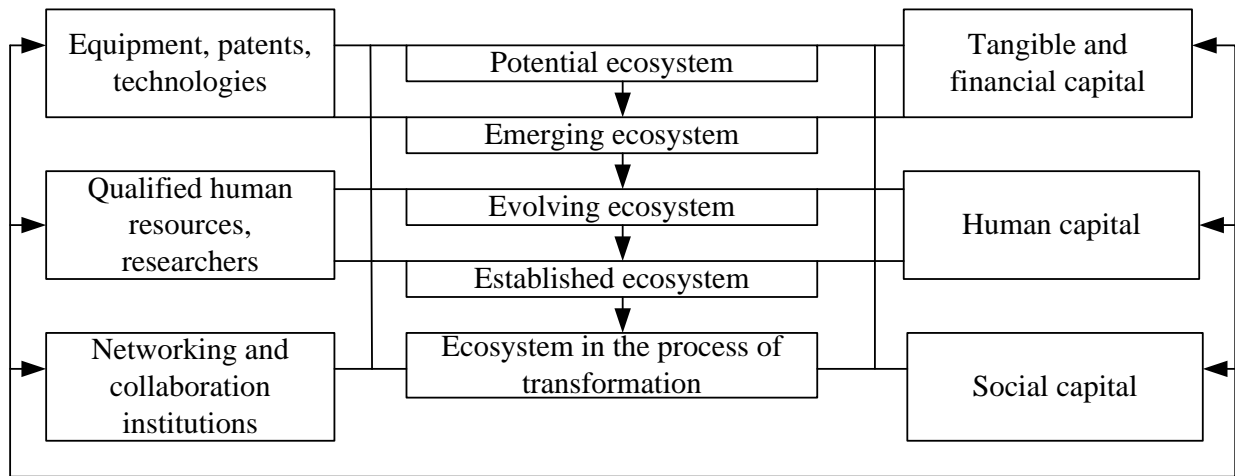 Equipment, patents,
technologies
Potential ecosystem
Tangible and
financial capital
Emerging ecosystem
Qualified human
resources,
researchers
Evolving ecosystem
Human capital
Established ecosystem
Networking and
collaboration
institutions
Ecosystem in the process of
transformation
Social capital